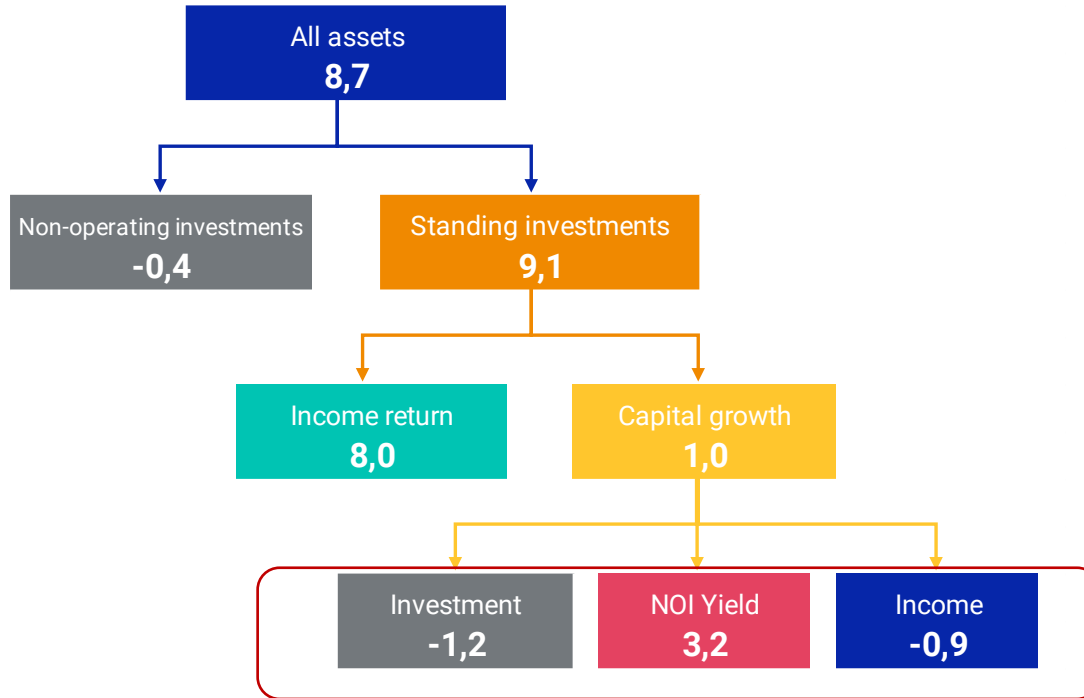 All assets
8,7
Non-operating investments
-0,4
Standing investments
9,1
Income return
8,0
Capital growth
1,0
Investment
-1,2
NOI Yield
3,2
Income
-0,9